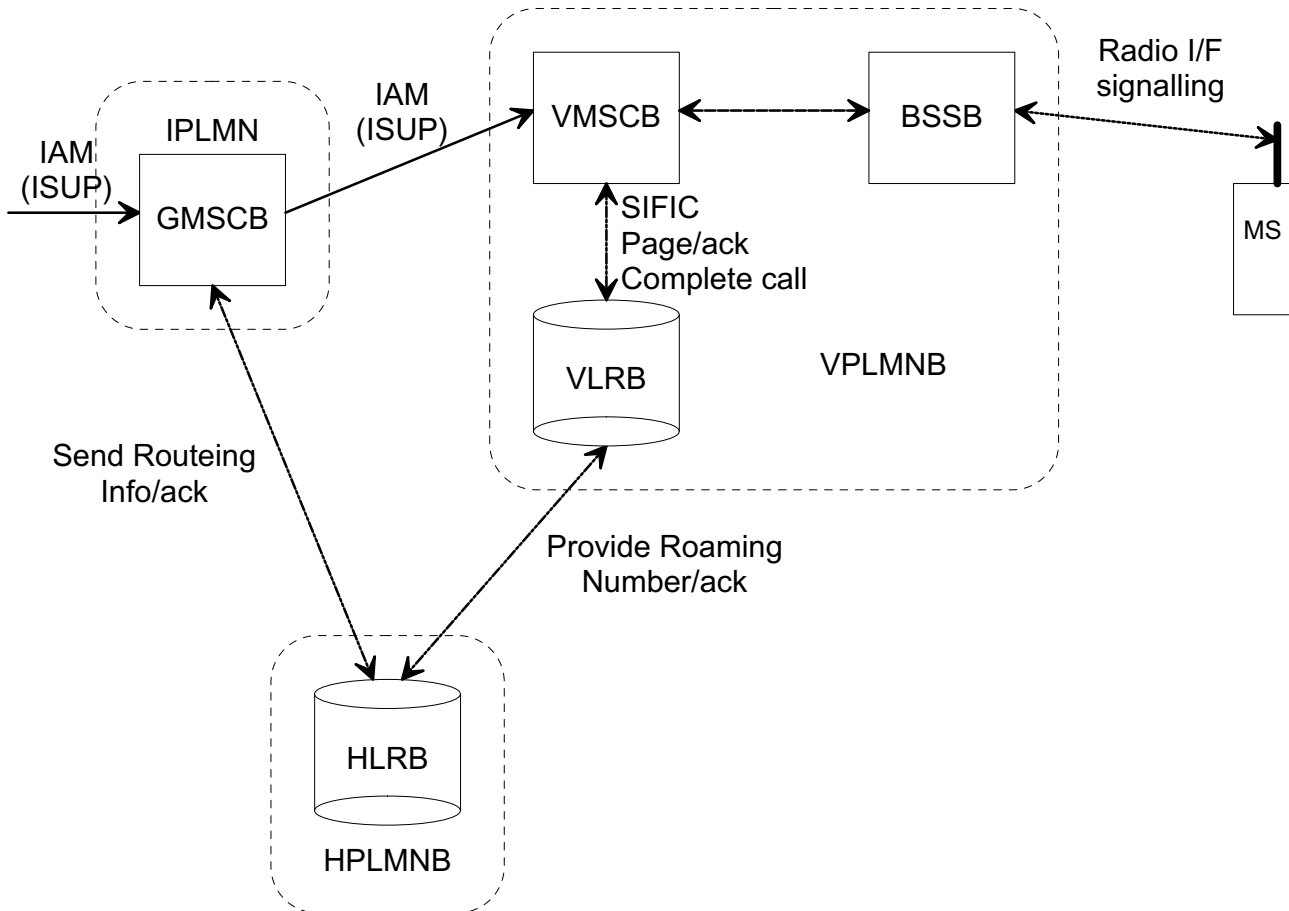 Radio I/F
signalling
IAM
(ISUP)
VMSCB
BSSB
IPLMN
IAM
(ISUP)
GMSCB
SIFIC
Page/ack
Complete call
MS
VLRB
VPLMNB
Send Routeing
Info/ack
Provide Roaming
Number/ack
HLRB
HPLMNB